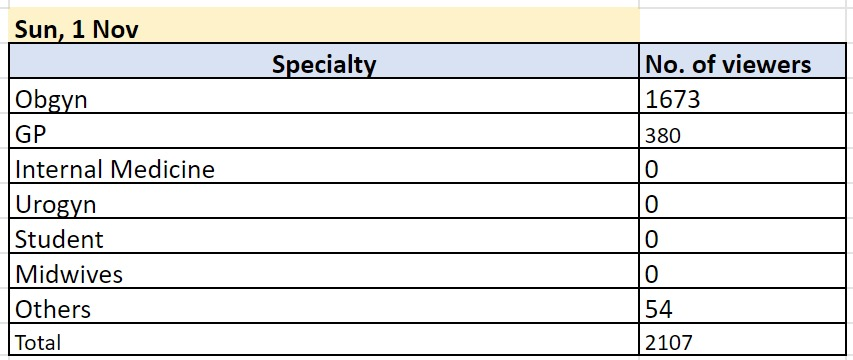 Sun, 1 Nov
Specialty No. of viewers
Obgyn 1673
GP 380
Internal Medicine 0
Urogyn 0
Student 0
Midwives 0
Others 54
Total 2107